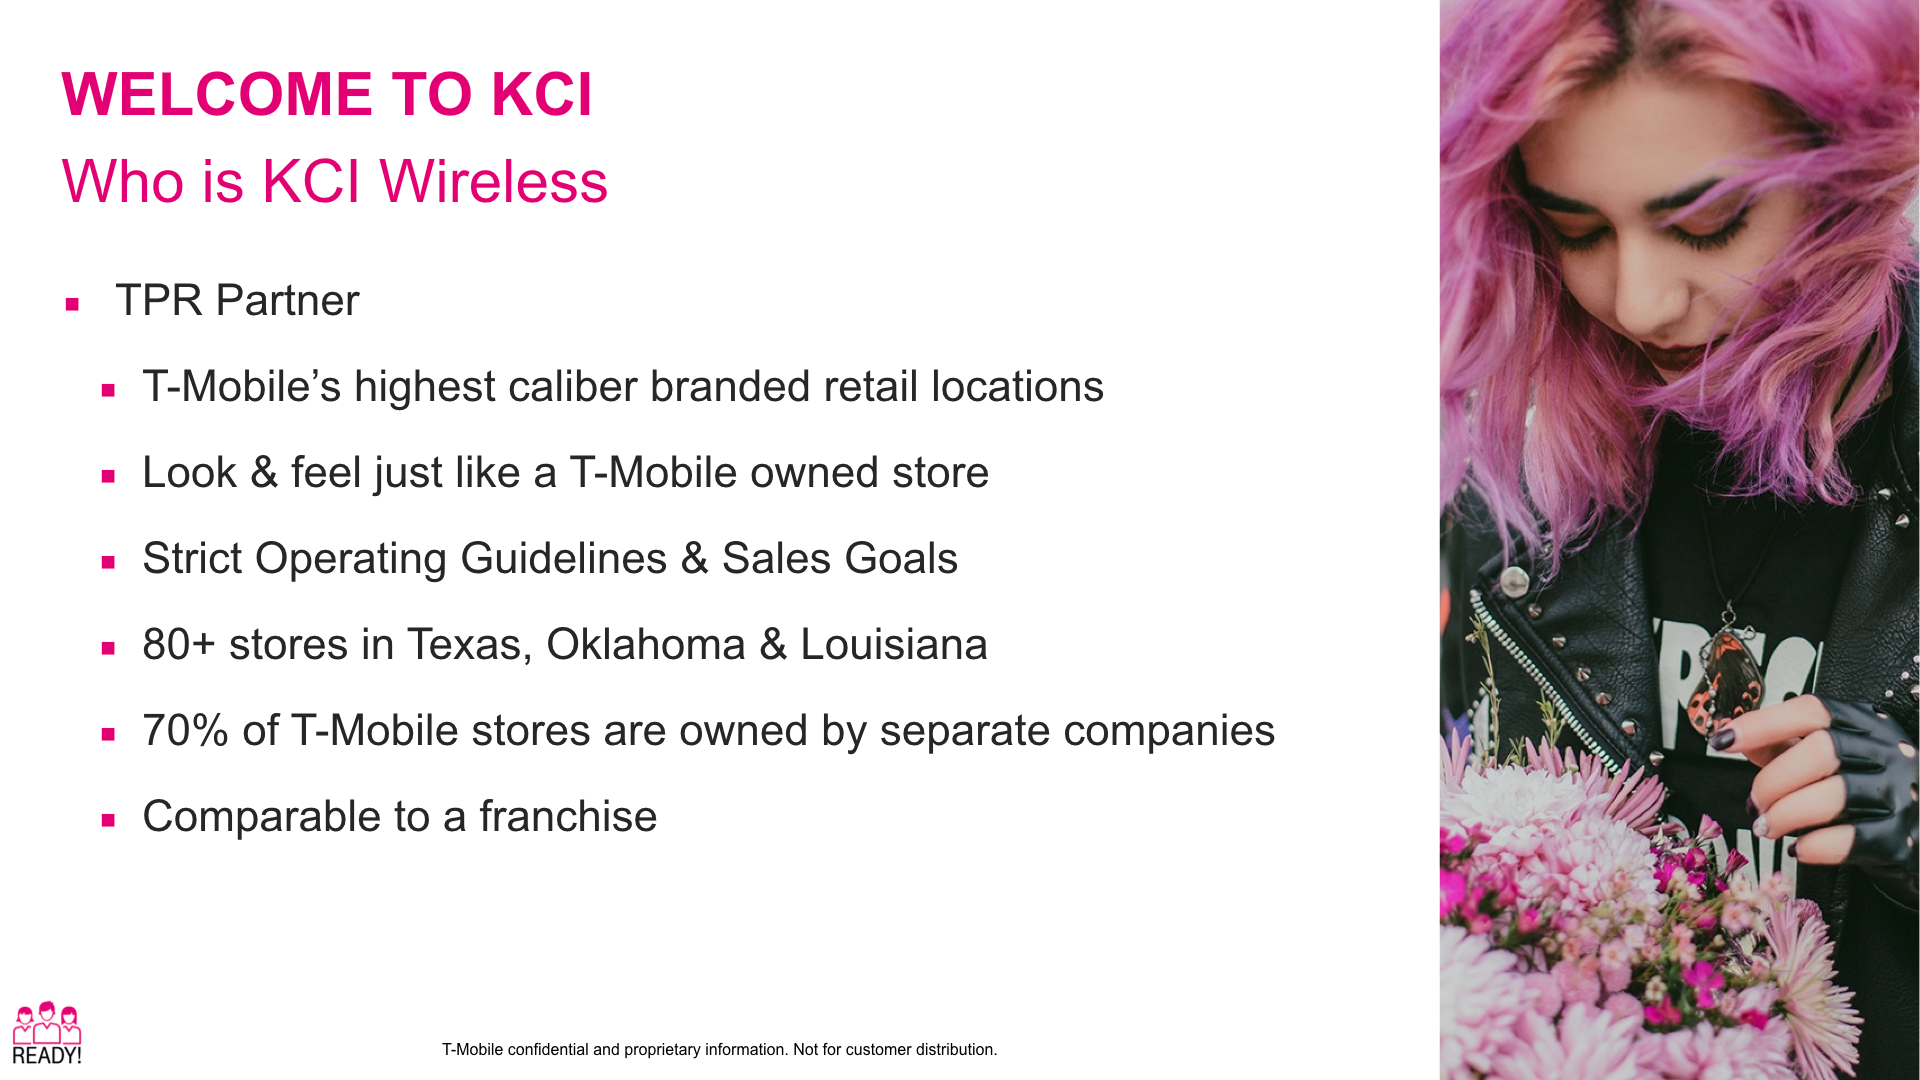 WELCOME TO KCI
Who is KCI Wireless
TPR Partner
T-Mobile’s highest caliber branded retail locations
Look & feel just like a T-Mobile owned store
Strict Operating Guidelines & Sales Goals
80+ stores in Texas, Oklahoma & Louisiana
70% of T-Mobile stores are owned by separate companies
Comparable to a franchise
READY!
T-Mobile confidential and proprietary information. Not for customer distribution.